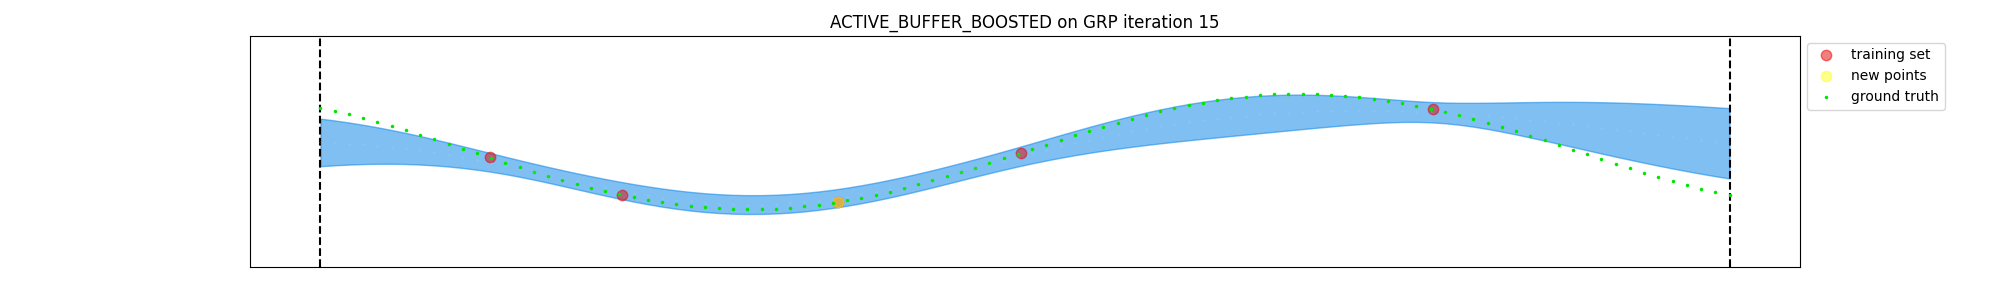 ACTIVE_BUFFER_BOOSTED on GRP iteration 15
training set
new points
ground truth